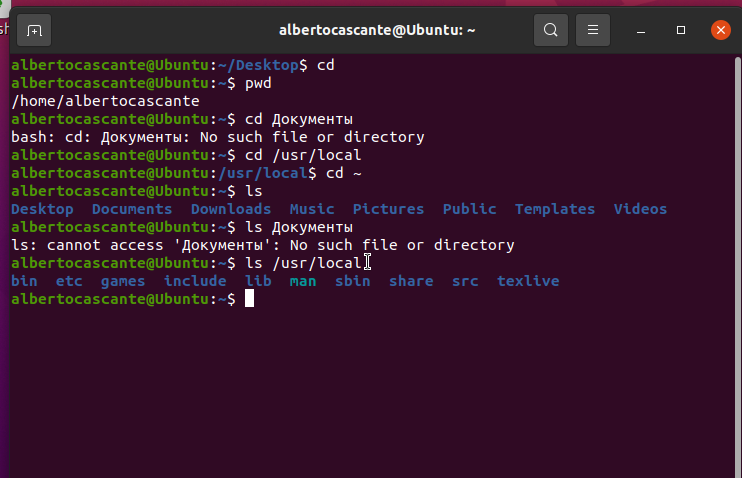 sh
albertocascante@Ubuntu: ~
albertocascante@Ubuntu:~/Desktop$ cd
albertocascante@Ubuntu:~$ pwd
/home/albertocascante
albertocascante@Ubuntu:~$ cd Документы
bash: cd: Документы: No such file or directory
albertocascante@Ubuntu:~$ cd /usr/local
albertocascante@Ubuntu:/usr/local$ cd ~
albertocascante@Ubuntu:~$ ls
Desktop Documents Downloads Music Pictures Public Templates Videos
albertocascante@Ubuntu:~$ ls Документы
ls: cannot access 'Документы': No such file or directory
albertocascante@Ubuntu:~$ ls /usr/local
bin etc games include lib man sbin share src texlive
albertocascante@Ubuntu:~$